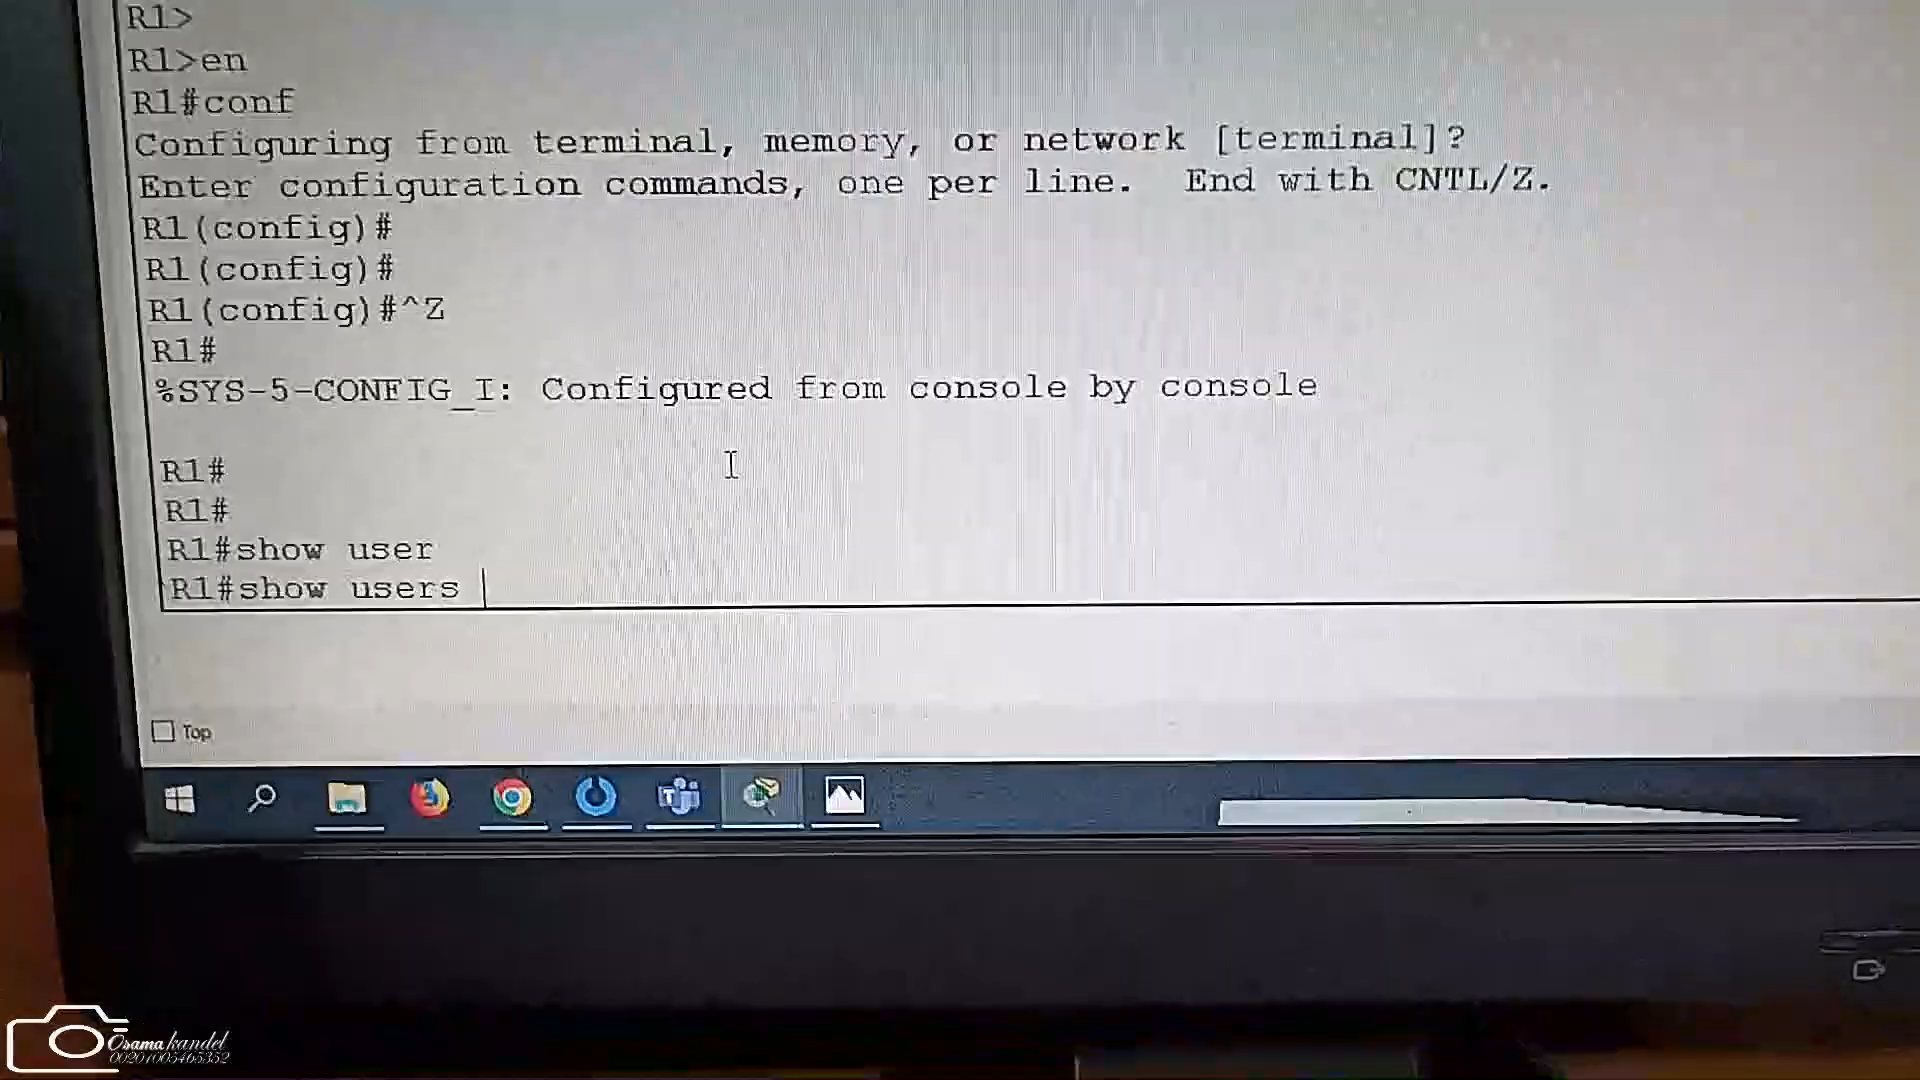 R1>
R1>en
R1#conf
Configuring from terminal, memory, or network [terminal]?
Enter configuration commands, one per line.  End with CNTL/Z.
R1(config)#
R1(config)#
R1(config)#^Z
R1#
%SYS-5-CONFIG_I: Configured from console by console
R1#
R1#
R1#show user
R1#show users
Top
Osama kandel
00201005465352